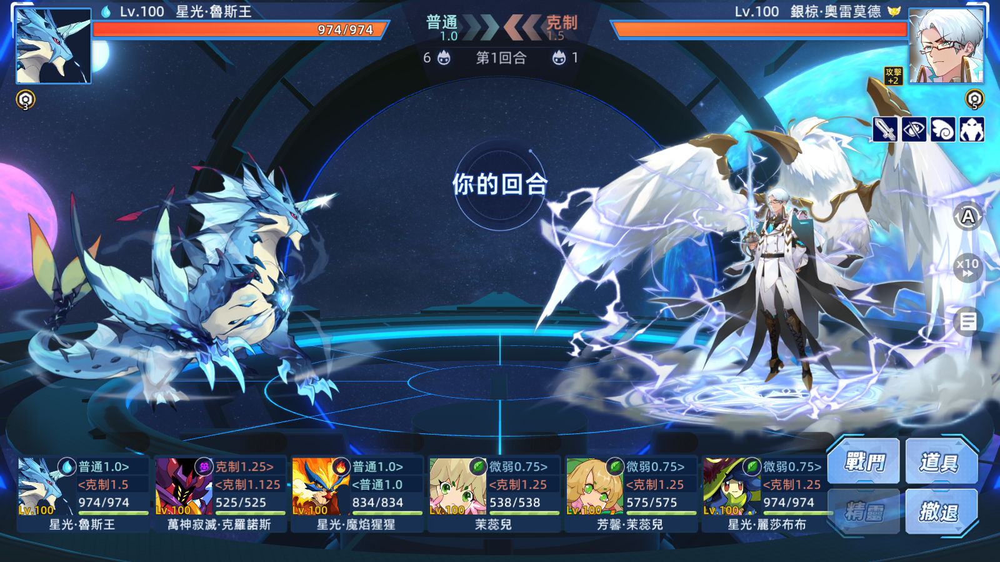 Lv.100 星光·魯斯王
974/974
3
普通
1.0
克制
1.5
6
第1回合
1
Lv.100 銀椋·奧雷莫德
攻擊
+2
5
你的回合
A
x10
普通1.0>
<克制1.5
974/974
Lv.100
星光·魯斯王
克制1.25>
<克制1.125
525/525
Lv.100
萬神寂滅·克羅諾斯
普通1.0>
<普通1.0
834/834
Lv.100
星光·魔焰猩猩
微弱0.75>
<克制1.25
538/538
Lv.100
茉蕊兒
微弱0.75>
<克制1.25
575/575
Lv.100
芳馨·茉蕊兒
微弱0.75>
<克制1.25
974/974
Lv.100
星光·麗莎布布
戰鬥
道具
精靈
撤退